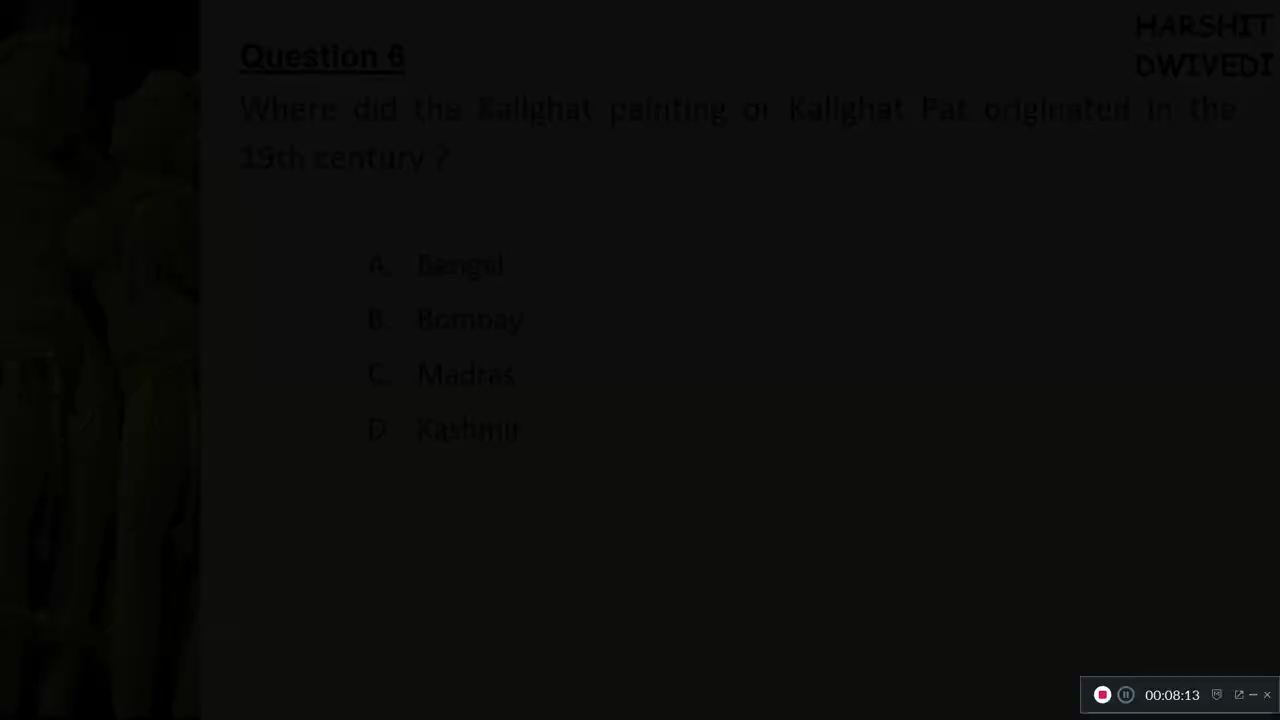 HARSHIT
DWIVEDI
Question 6
Where did the Kalighat painting or Kalighat Pat originated in the
19th century ?
A. Bengal
B. Bombay
C. Madras
D. Kashmir
00:08:13